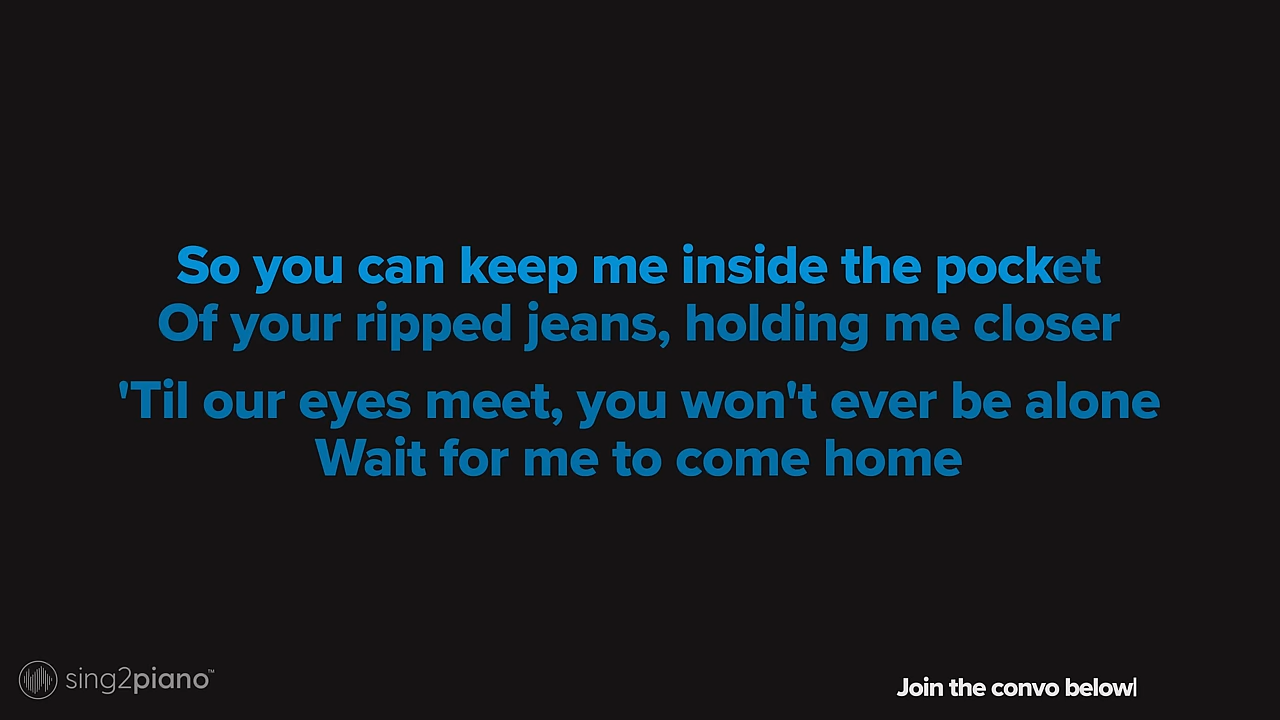 So you can keep me inside the pocket
Of your ripped jeans, holding me closer
'Til our eyes meet, you won't ever be alone
Wait for me to come home
sing2piano™
Join the convo below